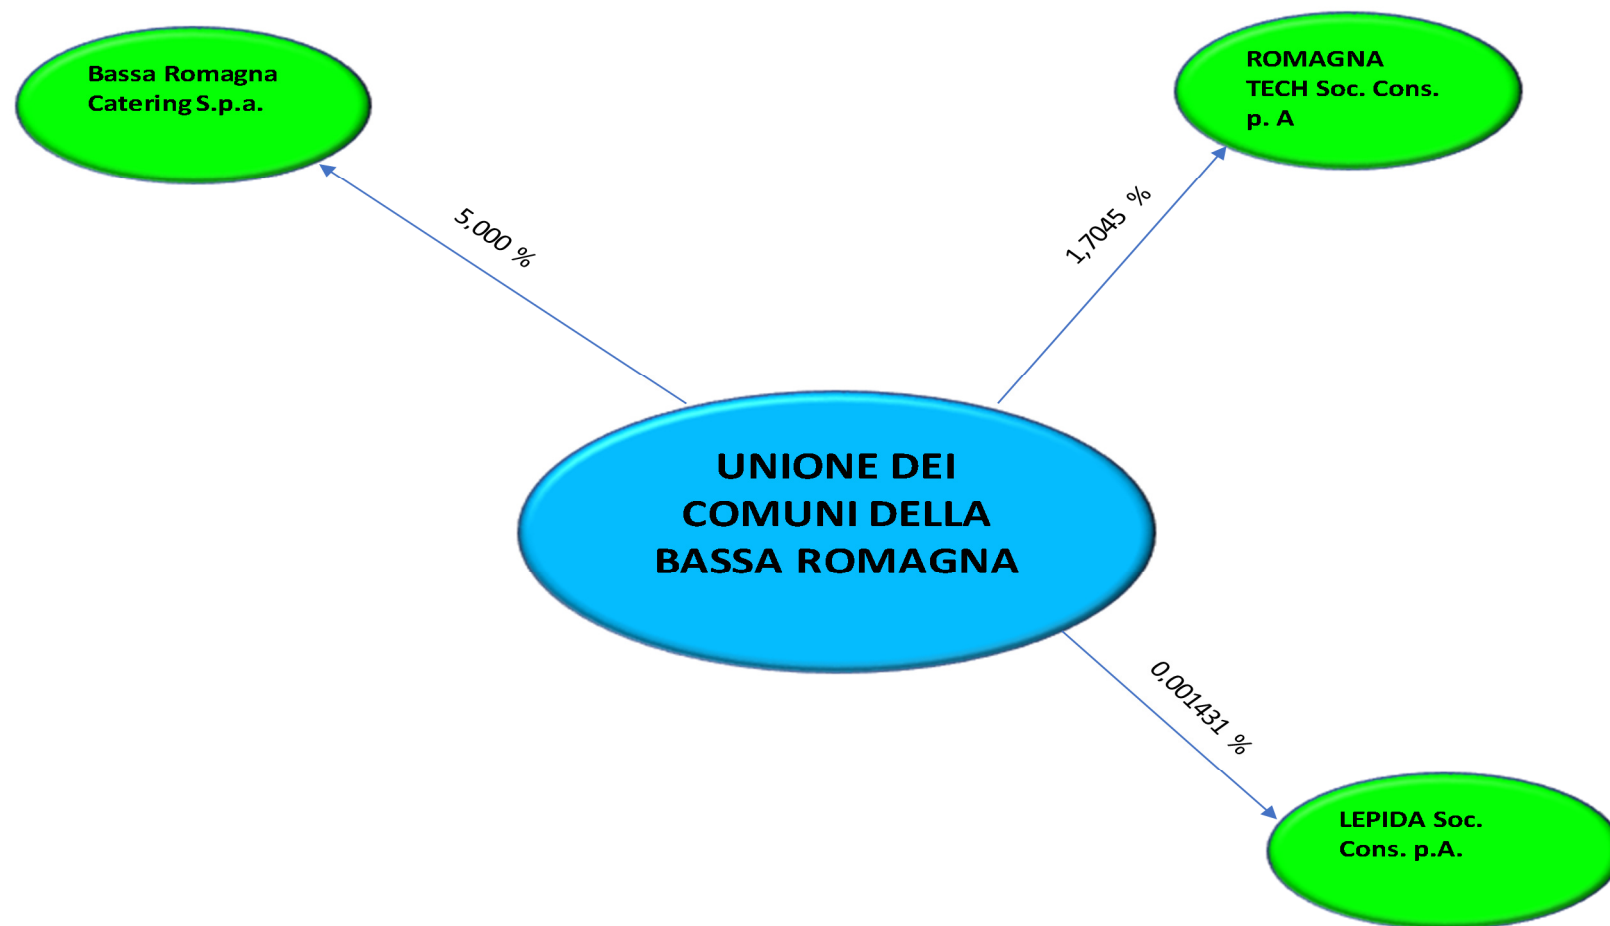 Bassa Romagna
Catering S.p.a.
ROMAGNA
TECH Soc. Cons.
p. A
5,000 %
1,7045 %
UNIONE DEI
COMUNI DELLA
BASSA ROMAGNA
0,001431 %
LEPIDA Soc.
Cons. p.A.